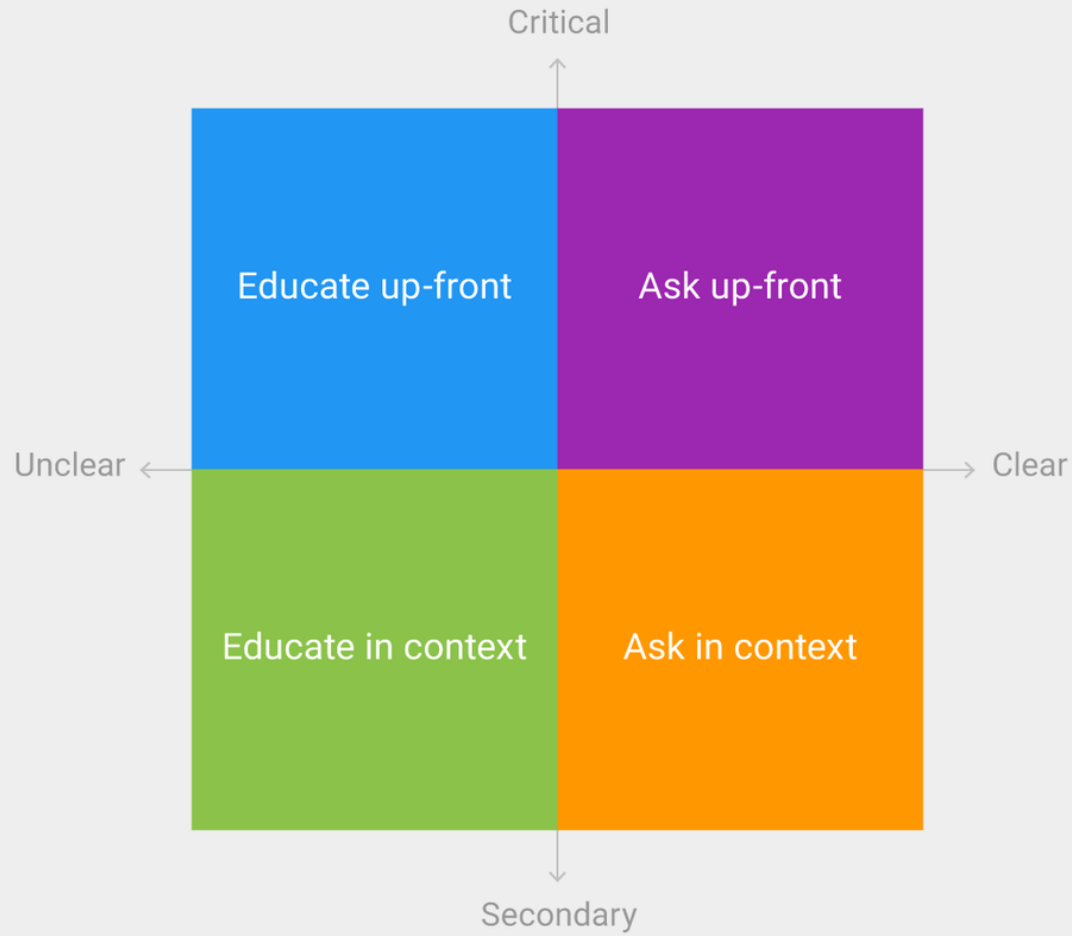 Critical
Educate up-front
Ask up-front
Unclear
Clear
Educate in context
Ask in context
Secondary